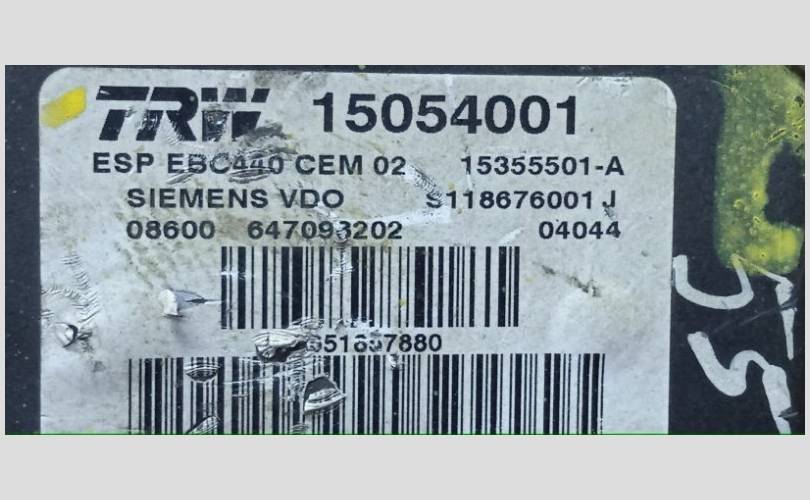 TRW 15054001
ESP EBC440 CEM 02 15355501-A
SIEMENS VDO S118676001 J
08600 647093202 04044